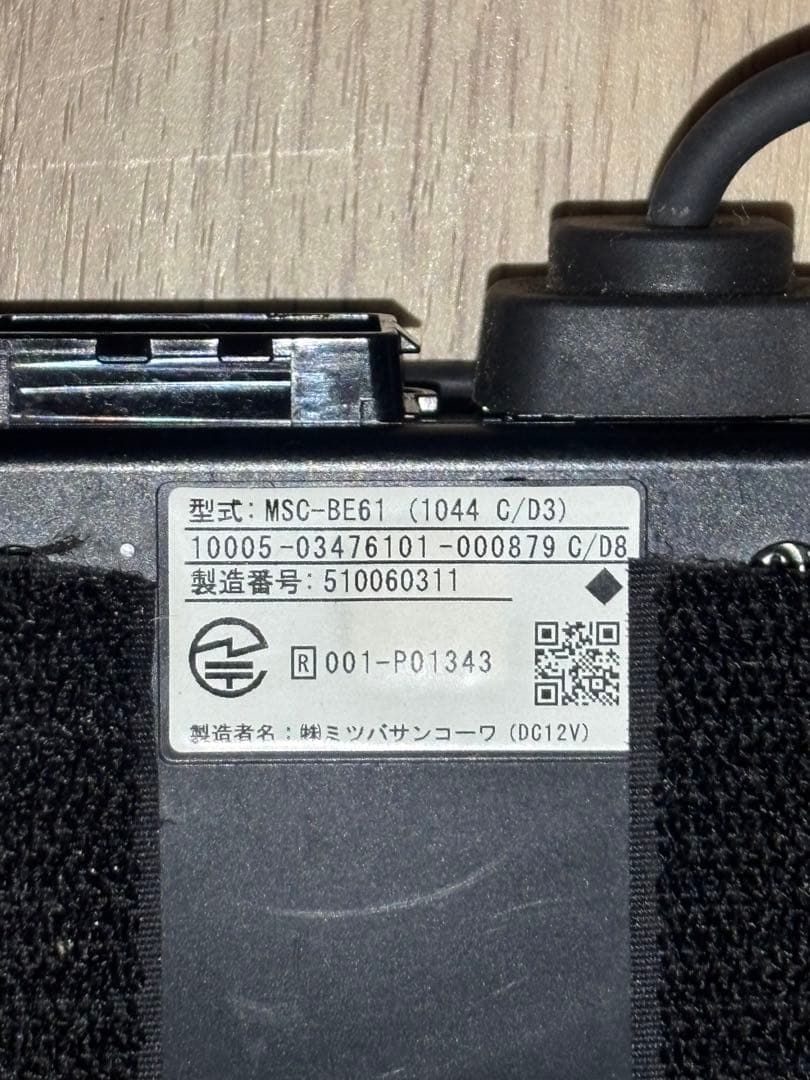 型式: MSC-BE61 (1044 C/D3)
10005-03476101-000879 C/D8
製造番号: 510060311
R 001-P01343
製造者名:㈱ミツバサンコーワ (DC12V)